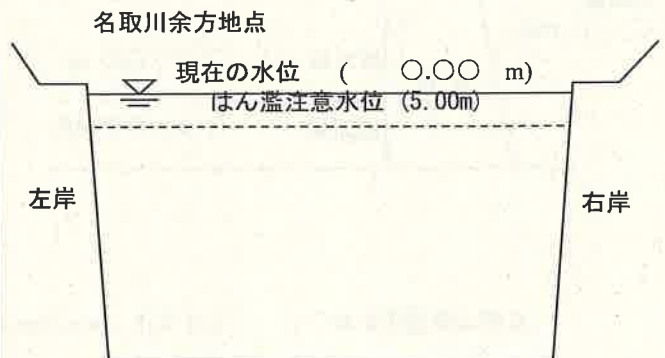 名取川余方地点
現在の水位 ( ○.○○ m)
はん濫注意水位 (5.00m)
左岸
右岸